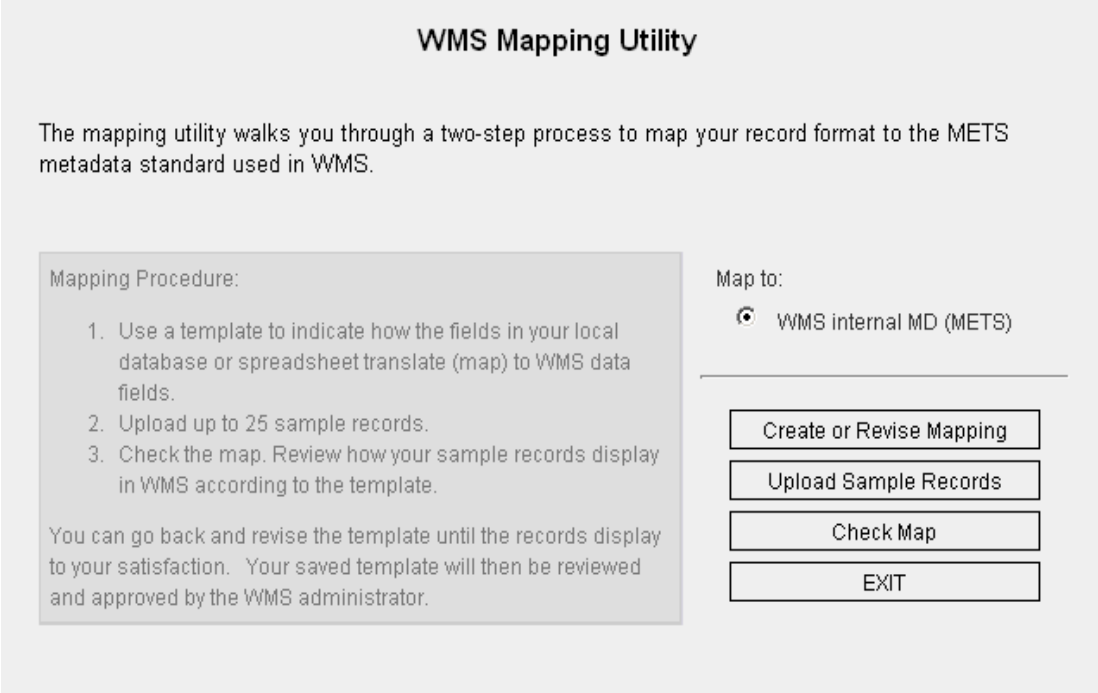 WMS Mapping Utility
The mapping utility walks you through a two-step process to map your record format to the METS
metadata standard used in WMS.
Mapping Procedure:
1. Use a template to indicate how the fields in your local
database or spreadsheet translate (map) to WMS data
fields.
2. Upload up to 25 sample records.
3. Check the map. Review how your sample records display
in WMS according to the template.
You can go back and revise the template until the records display
to your satisfaction. Your saved template will then be reviewed
and approved by the WMS administrator.
Map to:
WMS internal MD (METS)
Create or Revise Mapping
Upload Sample Records
Check Map
EXIT